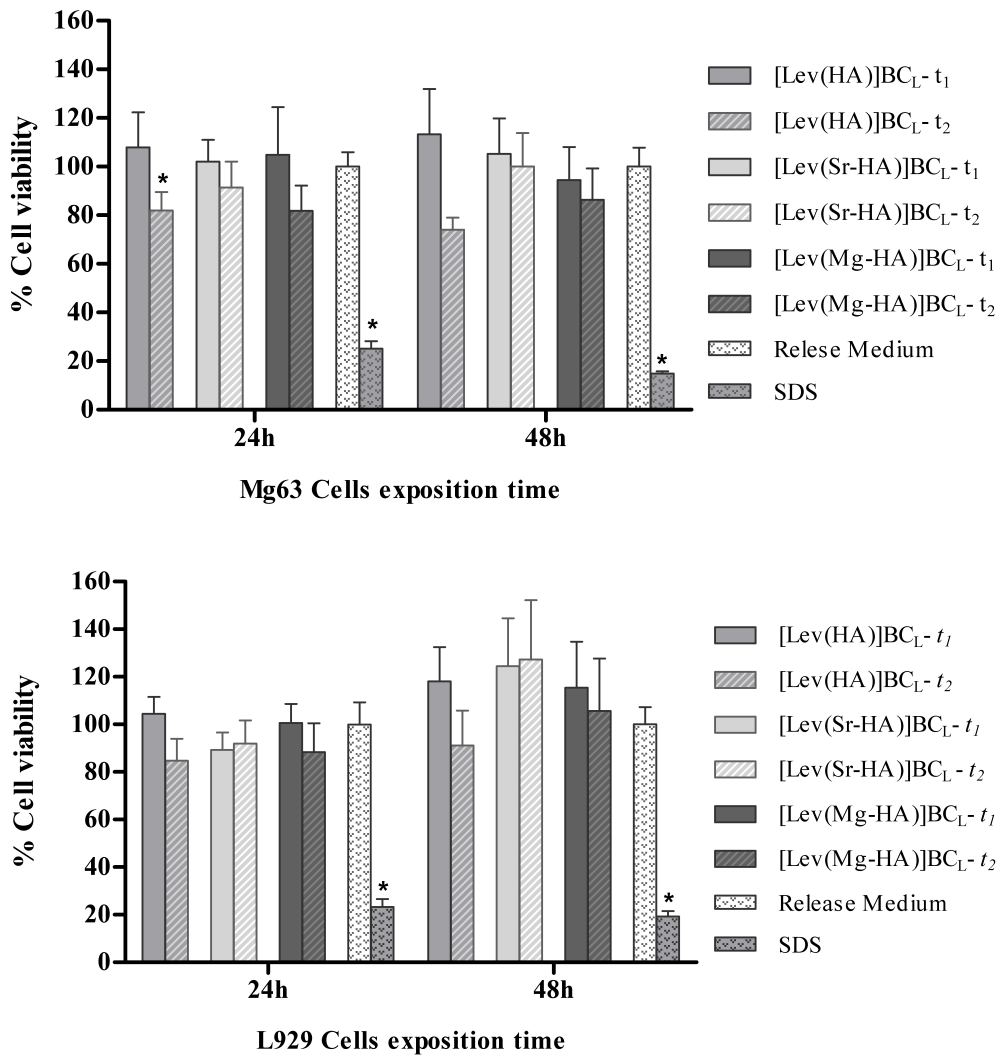 160
140
120
100
80
60
40
20
0
% Cell viability
*
*
*
24h
48h
Mg63 Cells exposition time
[Lev(HA)]BCL- t1
[Lev(HA)]BCL- t2
[Lev(Sr-HA)]BCL- t1
[Lev(Sr-HA)]BCL- t2
[Lev(Mg-HA)]BCL- t1
[Lev(Mg-HA)]BCL- t2
Relese Medium
SDS
160
140
120
100
80
60
40
20
0
% Cell viability
*
*
24h
48h
L929 Cells exposition time
[Lev(HA)]BCL- t1
[Lev(HA)]BCL- t2
[Lev(Sr-HA)]BCL- t1
[Lev(Sr-HA)]BCL - t2
[Lev(Mg-HA)]BCL- t1
[Lev(Mg-HA)]BCL- t2
Release Medium
SDS